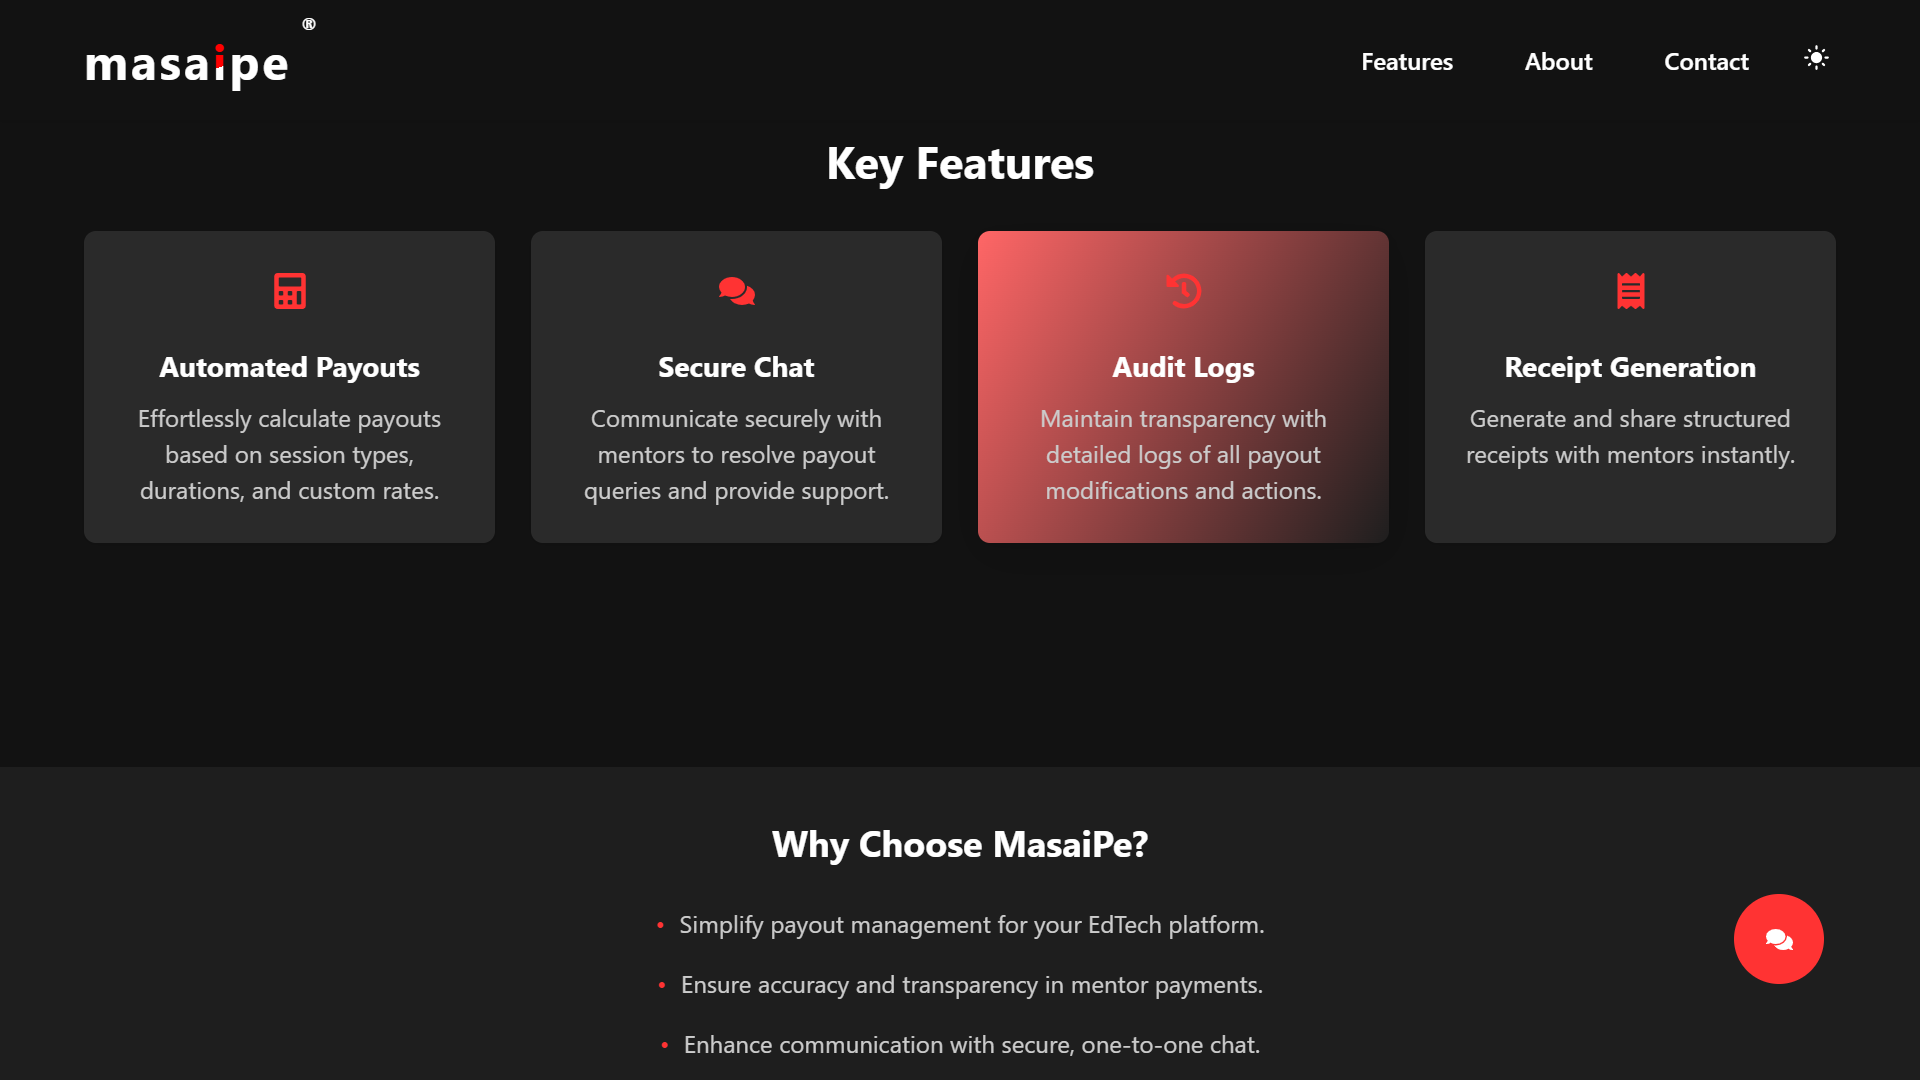 masaipe ®
Features
About
Contact
Key Features
Automated Payouts
Effortlessly calculate payouts
based on session types,
durations, and custom rates.
Secure Chat
Communicate securely with
mentors to resolve payout
queries and provide support.
Audit Logs
Maintain transparency with
detailed logs of all payout
modifications and actions.
Receipt Generation
Generate and share structured
receipts with mentors instantly.
Why Choose MasaiPe?
• Simplify payout management for your EdTech platform.
• Ensure accuracy and transparency in mentor payments.
• Enhance communication with secure, one-to-one chat.